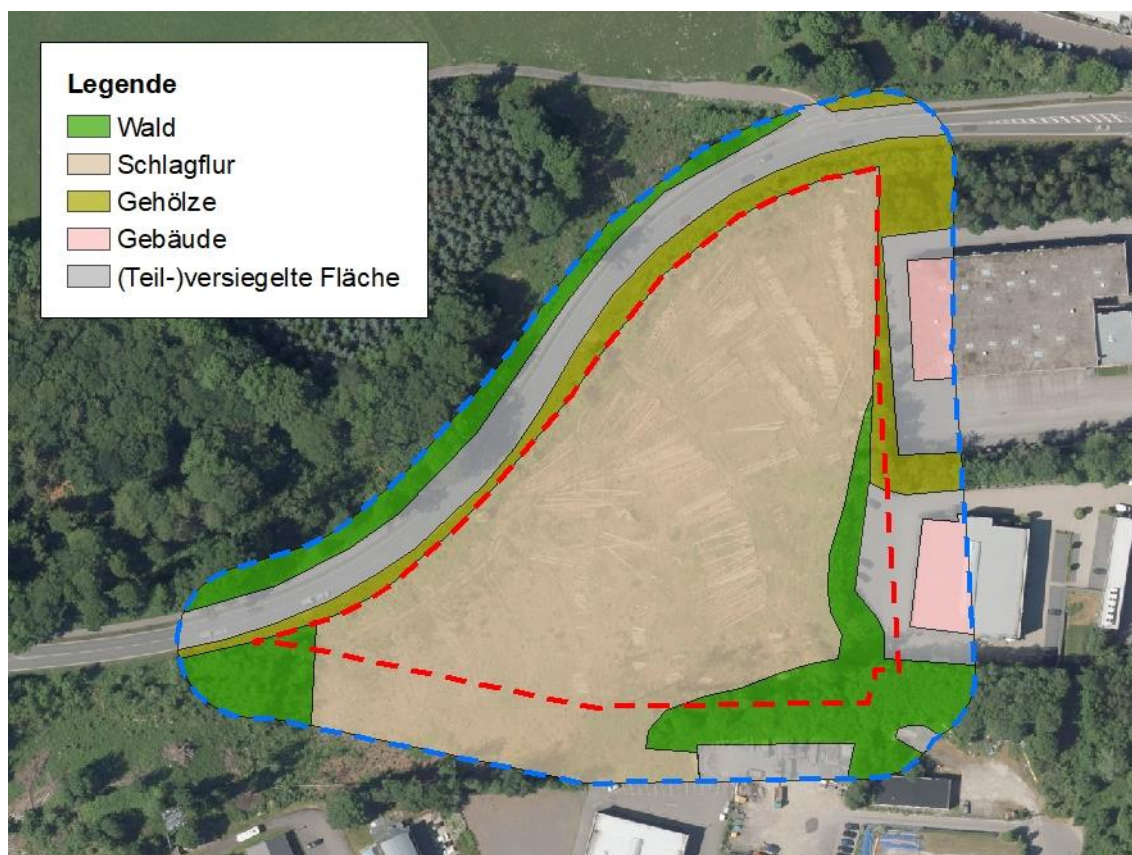 Legende
Wald
Schlagflur
Gehölze
Gebäude
(Teil-)versiegelte Fläche